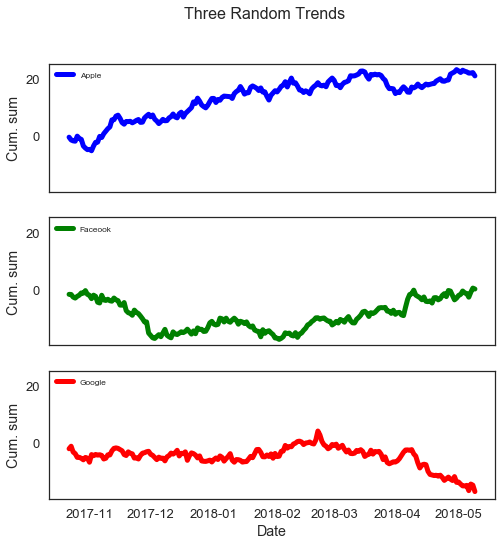 Three Random Trends
Apple
20
0
Cum. sum
Faceook
20
0
Cum. sum
Google
20
0
Cum. sum
2017-11 2017-12 2018-01 2018-02 2018-03 2018-04 2018-05
Date